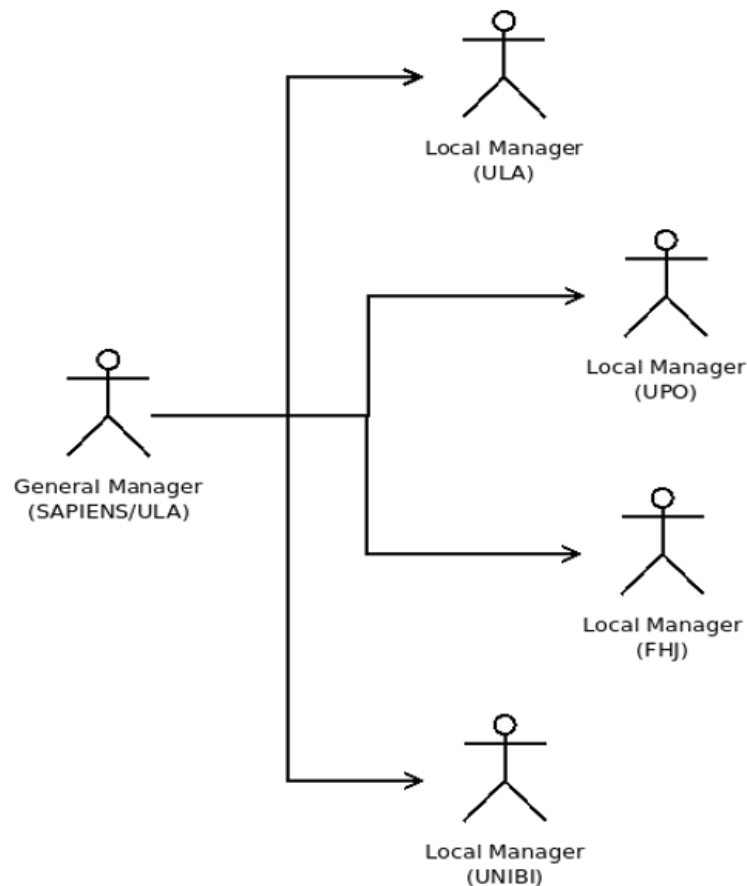 Local Manager
(ULA)
Local Manager
(UPO)
General Manager
(SAPIENS/ULA)
Local Manager
(FHJ)
Local Manager
(UNIBI)